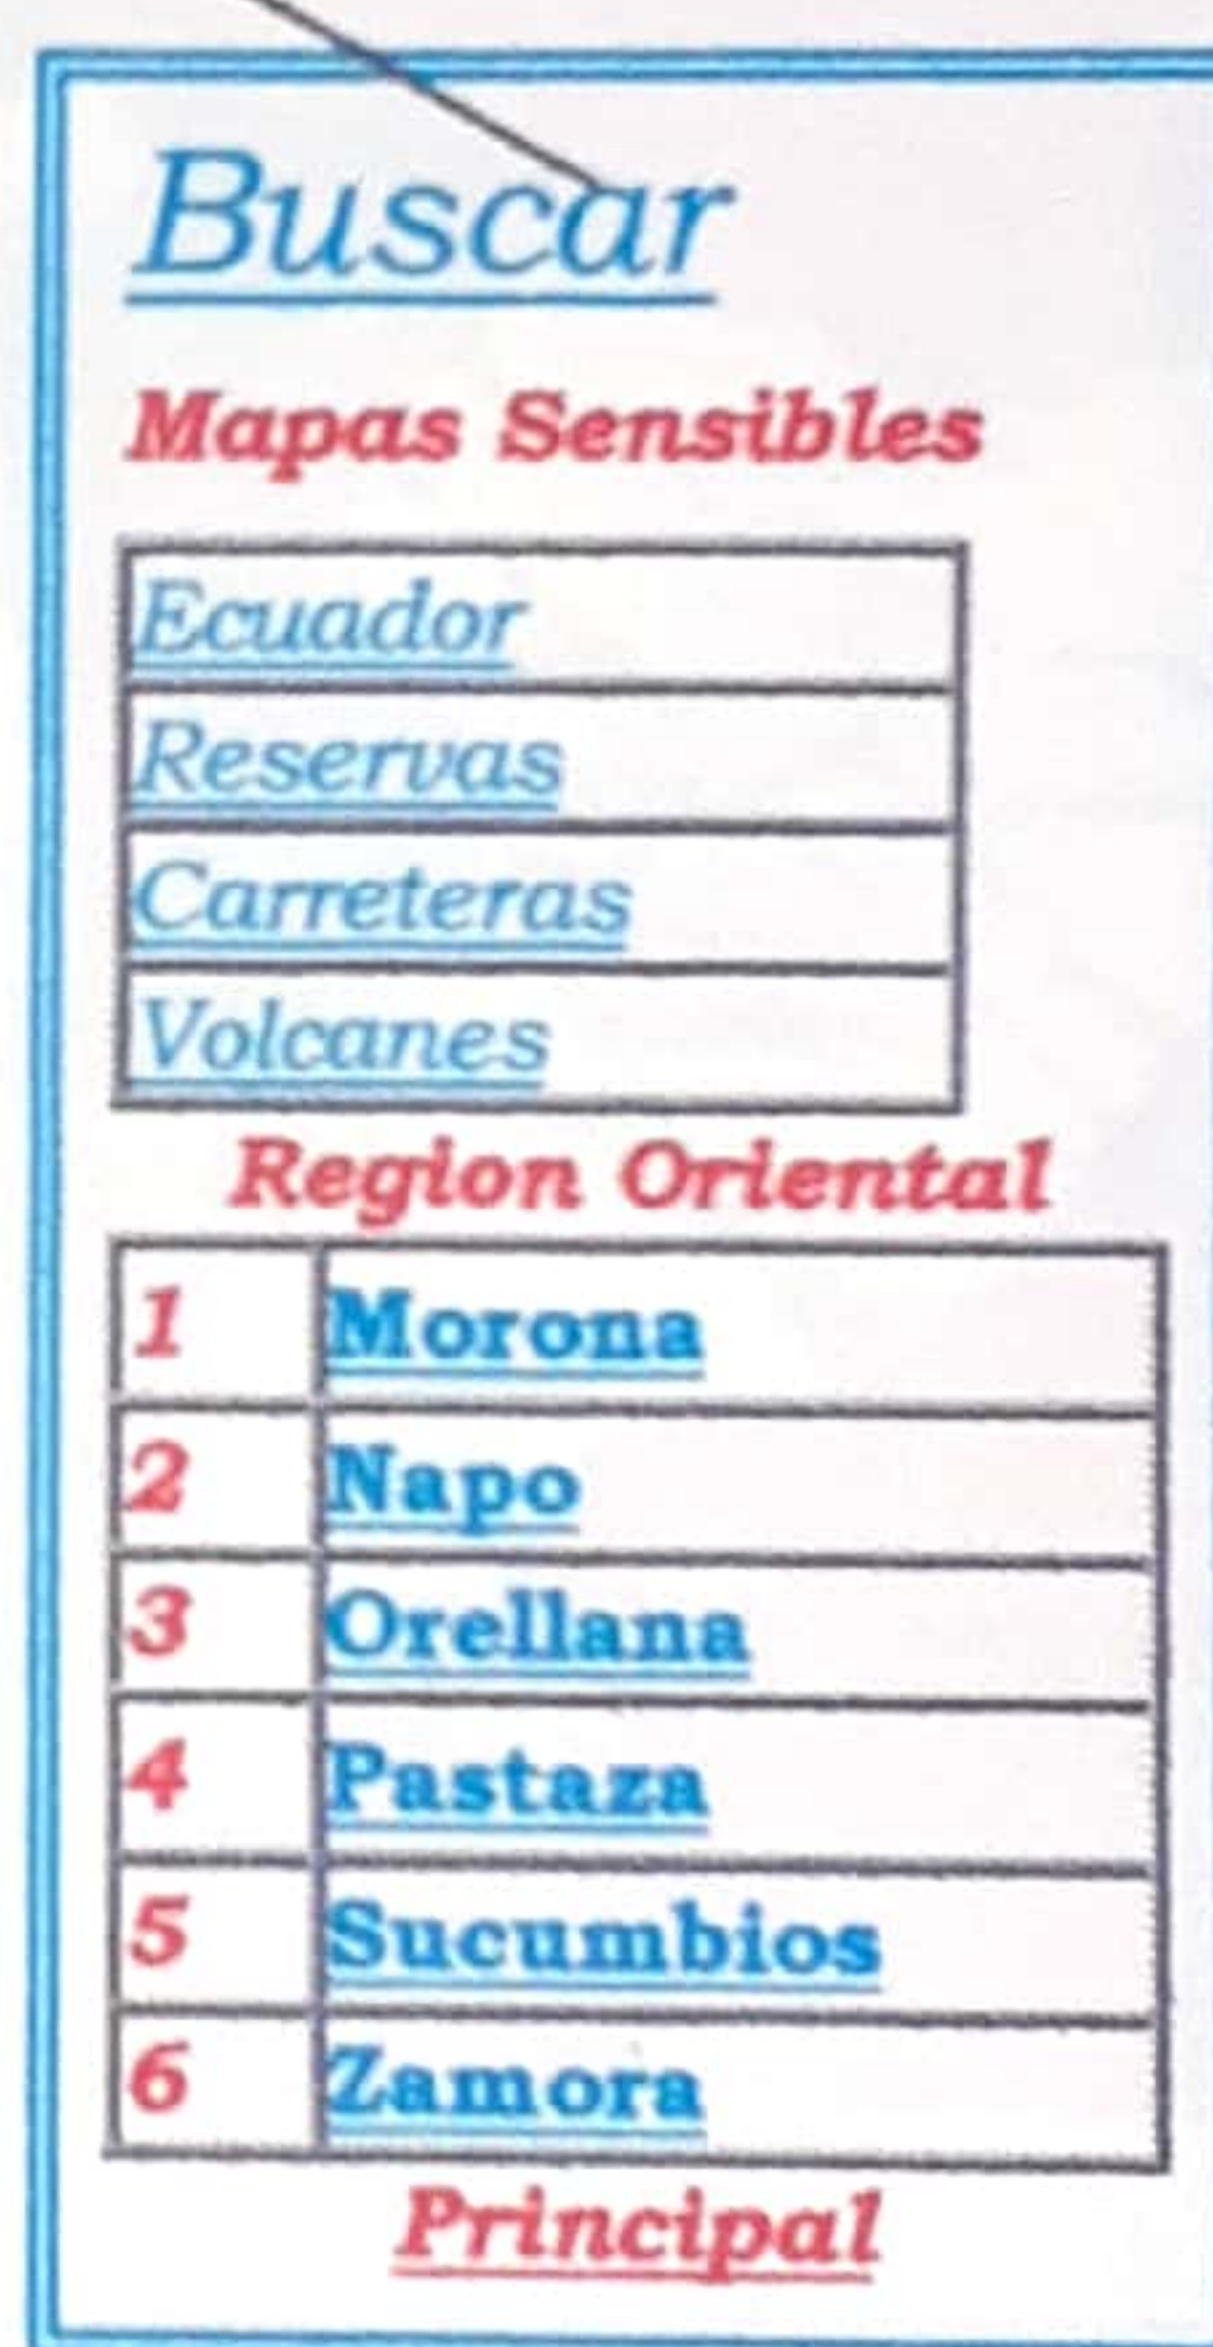 Buscar
Mapas Sensibles
Ecuador
Reservas
Carreteras
Volcanes
Region Oriental
1 Morona
2 Napo
3 Orellana
4 Pastaza
5 Sucumbios
6 Zamora
Principal